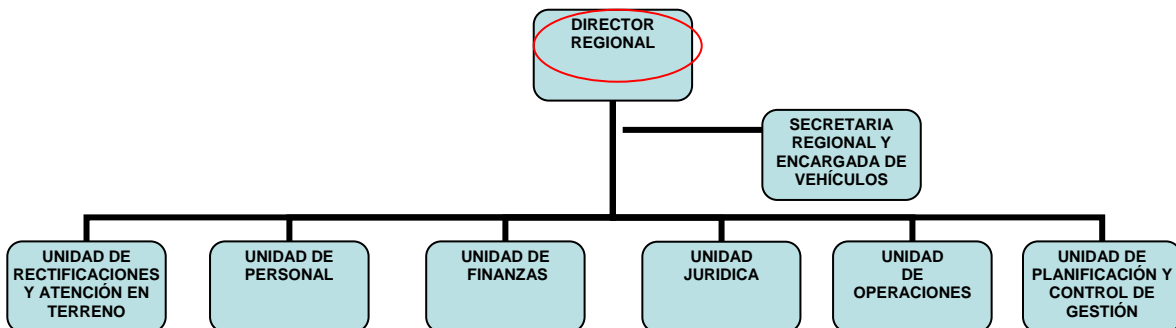 DIRECTOR
REGIONAL
SECRETARIA
REGIONAL Y
ENCARGADA DE
VEHÍCULOS
UNIDAD DE
RECTIFICACIONES
Y ATENCIÓN EN
TERRENO
UNIDAD DE
PERSONAL
UNIDAD DE
FINANZAS
UNIDAD
JURIDICA
UNIDAD
DE
OPERACIONES
UNIDAD DE
PLANIFICACIÓN Y
CONTROL DE
GESTIÓN